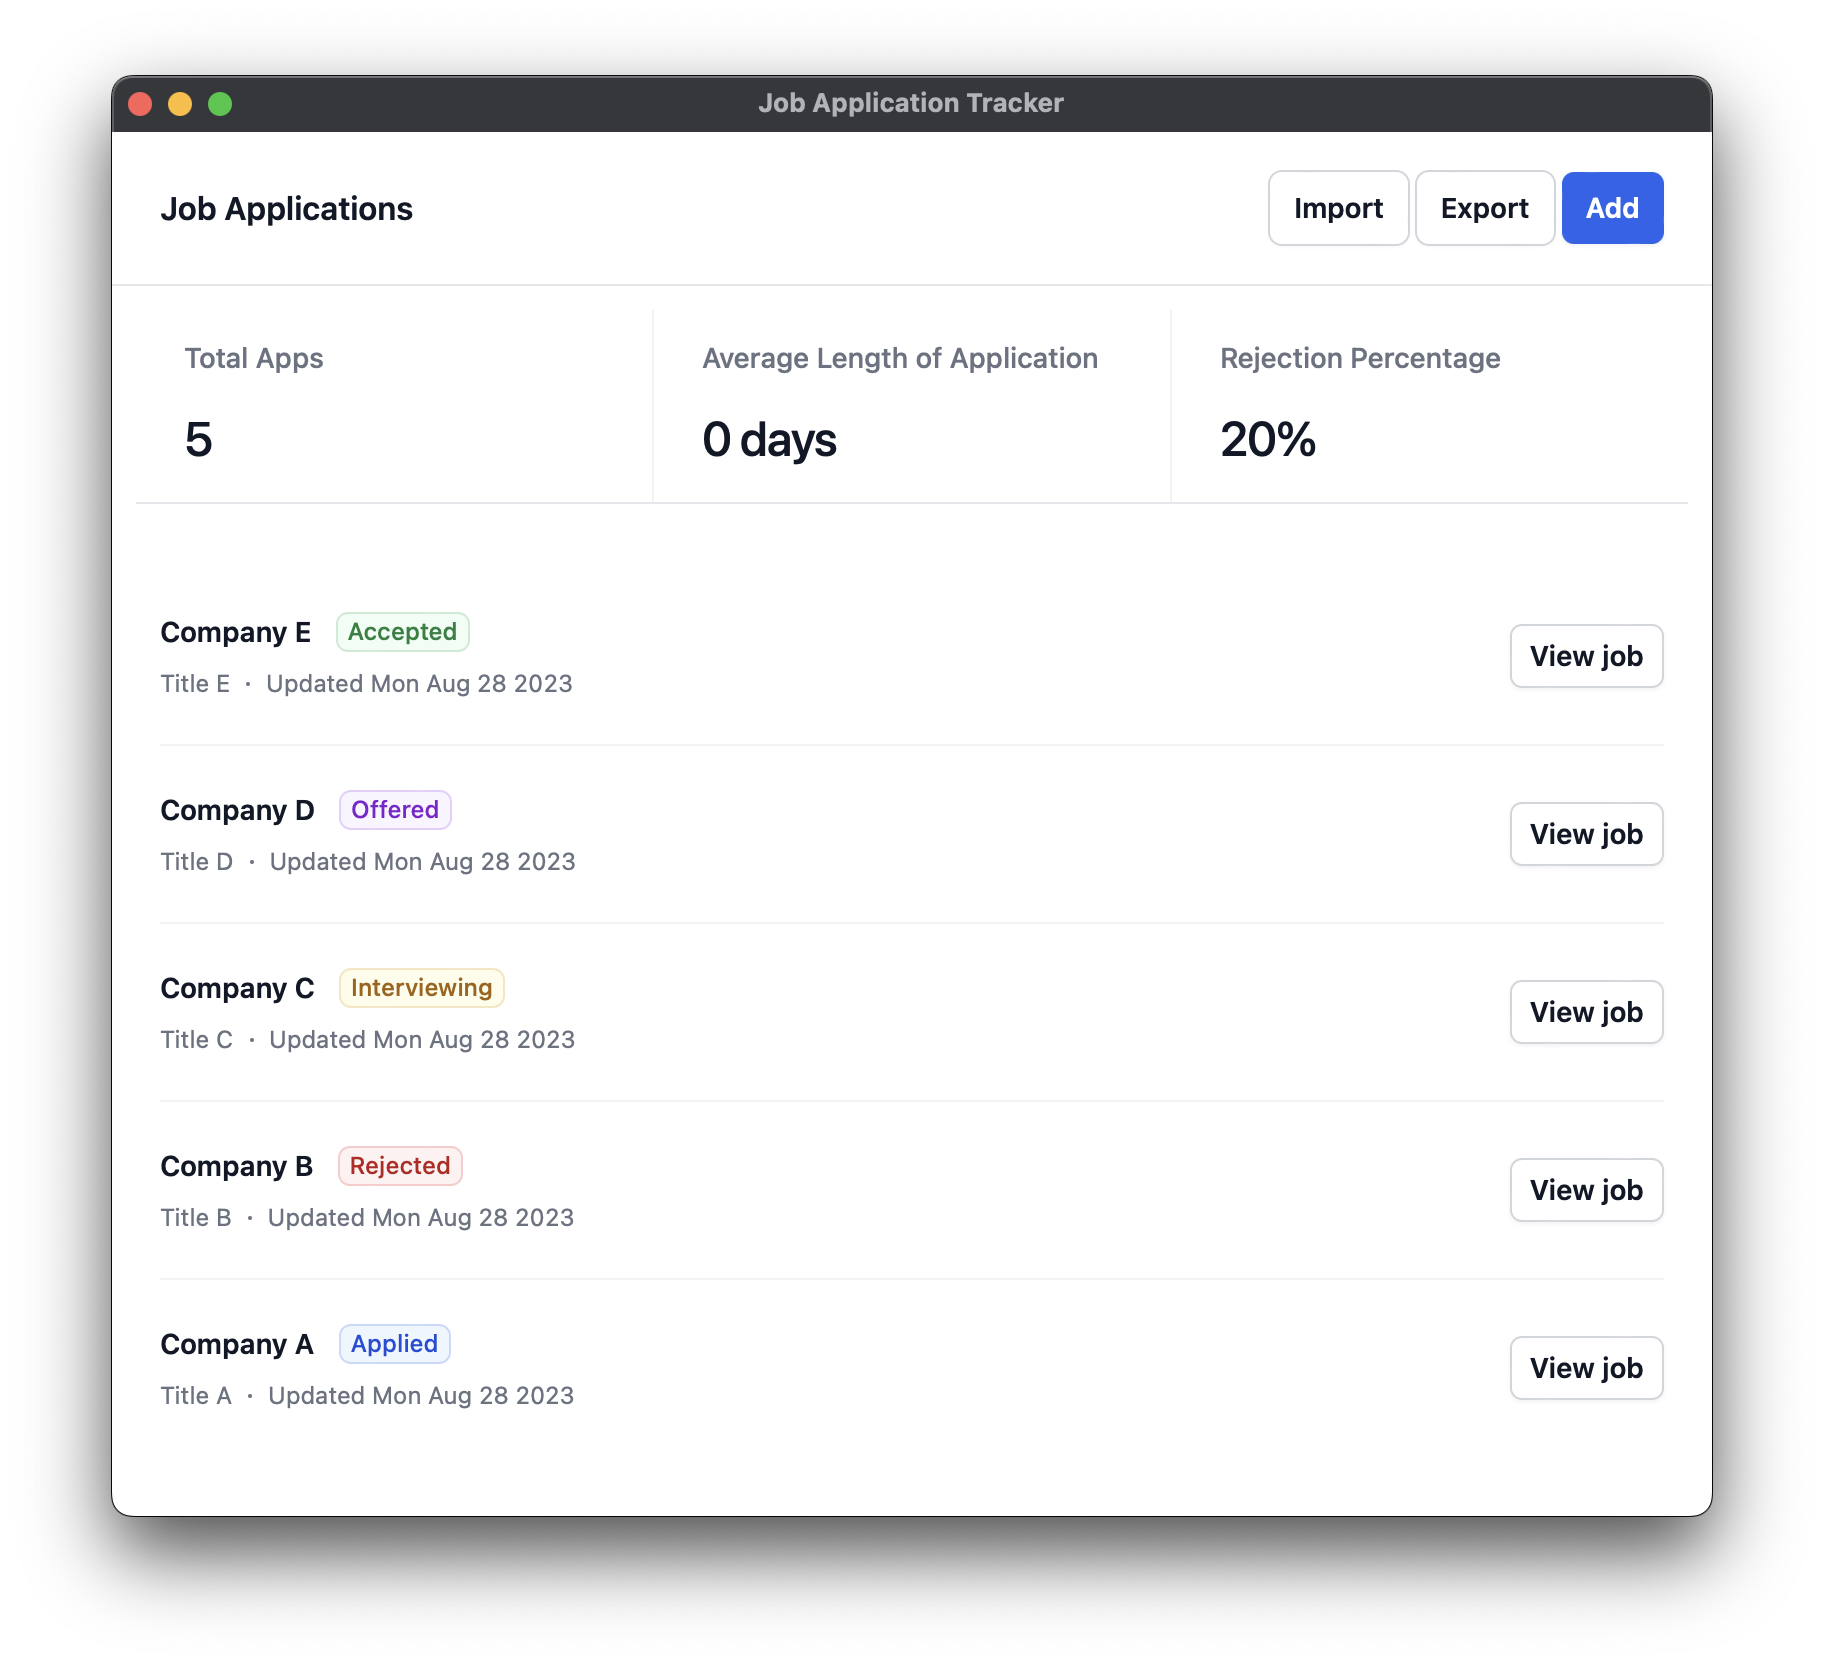 Job Application Tracker
Job Applications
Import Export Add
Total Apps
5
Average Length of Application
0 days
Rejection Percentage
20%
Company E Accepted
Title E · Updated Mon Aug 28 2023
View job
Company D Offered
Title D · Updated Mon Aug 28 2023
View job
Company C Interviewing
Title C · Updated Mon Aug 28 2023
View job
Company B Rejected
Title B · Updated Mon Aug 28 2023
View job
Company A Applied
Title A · Updated Mon Aug 28 2023
View job